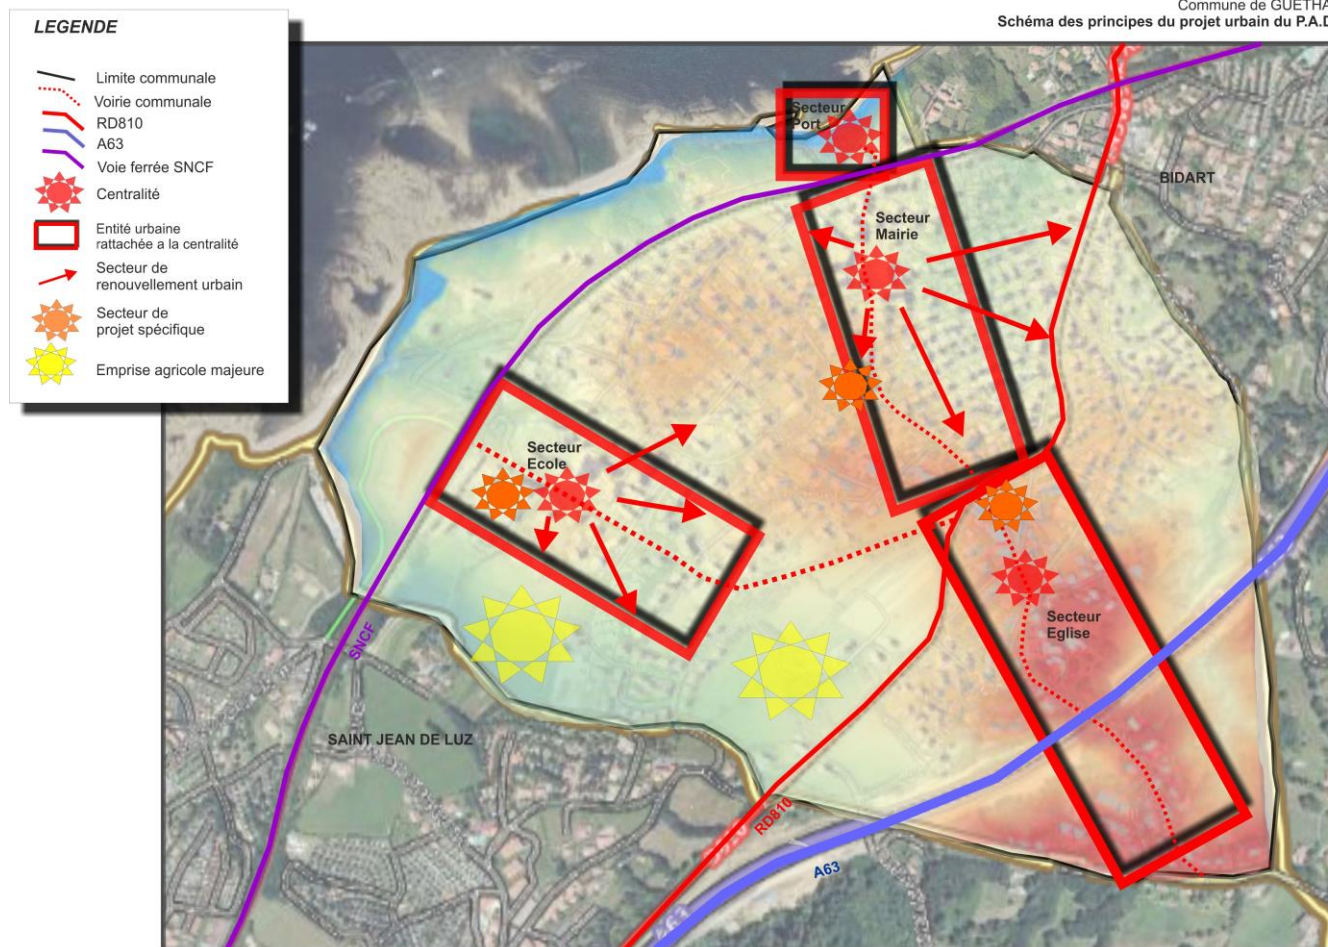 Commune de GUETHA
Schéma des principes du projet urbain du P.A.D
LEGENDE
Limite communale
Voirie communale
RD810
A63
Voie ferrée SNCF
Centralité
Entité urbaine
rattachée a la centralité
Secteur de
renouvellement urbain
Secteur de
projet spécifique
Emprise agricole majeure
Secteur
Port
BIDART
Secteur
Mairie
Secteur
Ecole
Secteur
Eglise
SNCF
SAINT JEAN DE LUZ
RD810
A63